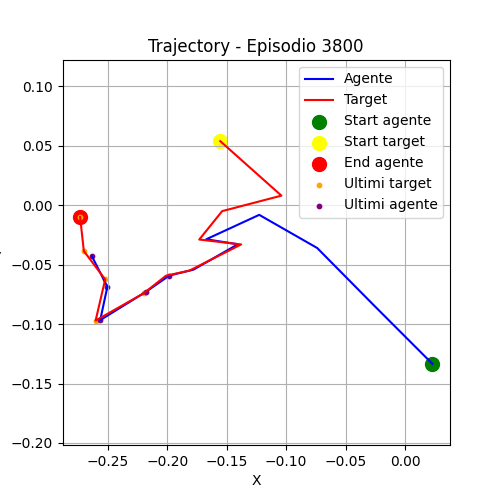 Trajectory - Episodio 3800
Agente
Target
Start agente
Start target
End agente
Ultimi target
Ultimi agente
0.10
0.05
0.00
−0.05
−0.10
−0.15
−0.20
−0.25
−0.20
−0.15
−0.10
−0.05
0.00
X